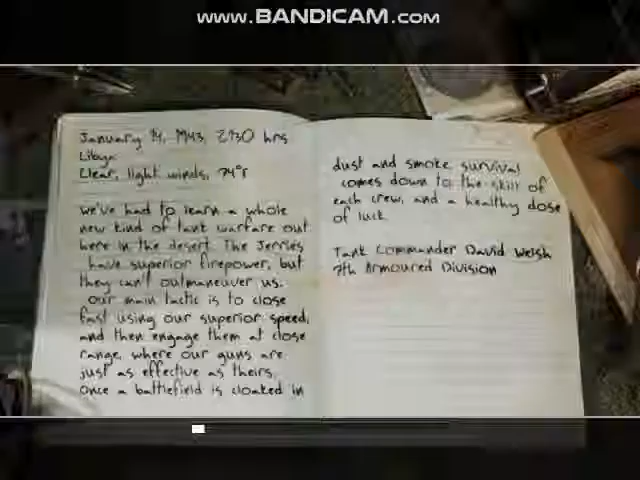 www.BANDICAM.com
January 14, 1943, 2130 hrs
Libya
Clear, light winds, 74°F
We've had to learn a whole
new kind of tank warfare out
here in the desert. The Jerries
have superior firepower, but
they can't outmaneuver us.
Our main tactic is to close
fast using our superior speed,
and then engage them at close
range, where our guns are
just as effective as theirs.
Once a battlefield is cloaked in
dust and smoke survival
comes down to the skill of
each crew, and a healthy dose
of luck.
Tank Commander David Welsh
7th Armoured Division